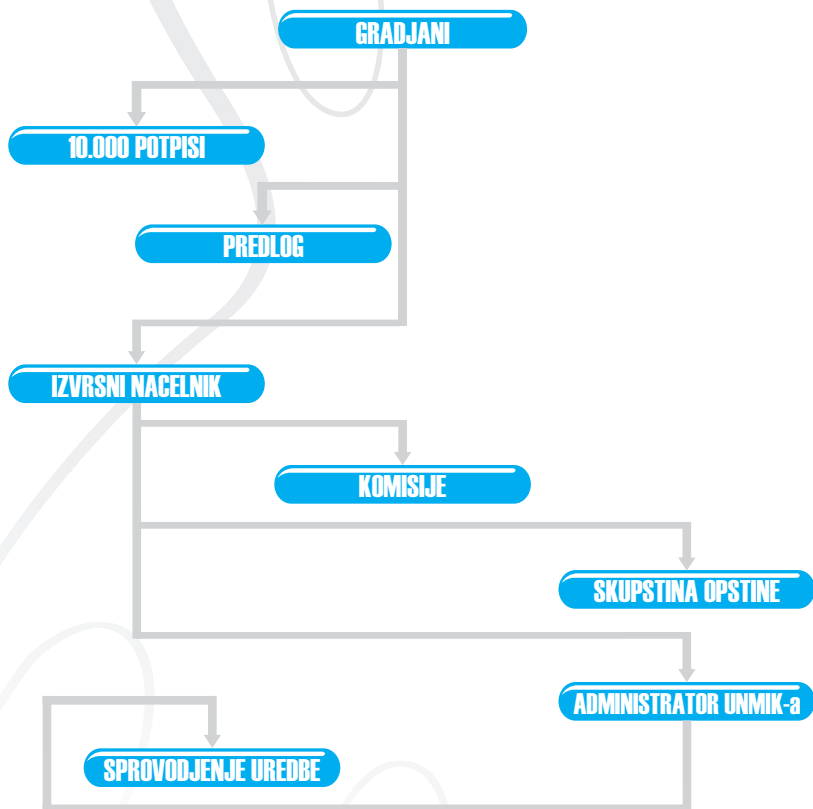 GRADJANI
10.000 POTPISI
PREDLOG
IZVRSNI NACELNIK
KOMISIJE
SKUPSTINA OPSTINE
ADMINISTRATOR UNMIK-a
SPROVODJENJE UREDBE